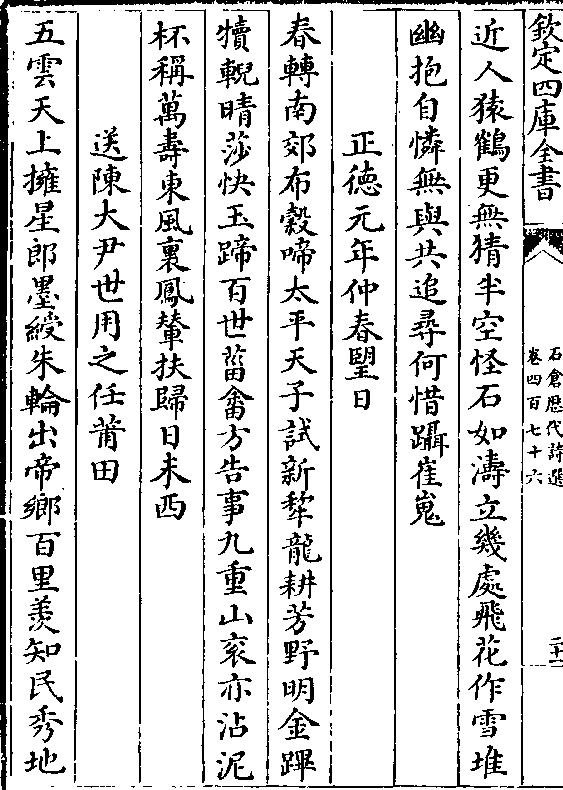 欽定四庫全書
石倉歷代詩選
卷四百七十六
二十一
近人猿鶴更無猜半空怪石如濤立幾處飛花作雪堆
幽抱自憐無與共追尋何惜躡崔嵬
正德元年仲春朢日
春轉南郊布穀啼太平天子試新犂龍耕芳野明金蹕
犢輗晴莎快玉蹄百世菑畬方告事九重山衮亦沾泥
杯稱萬壽東風裏鳳輦扶歸日未西
送陳大尹世用之任莆田
五雲天上擁星郎墨綬朱輪出帝鄉百里羨知民秀地